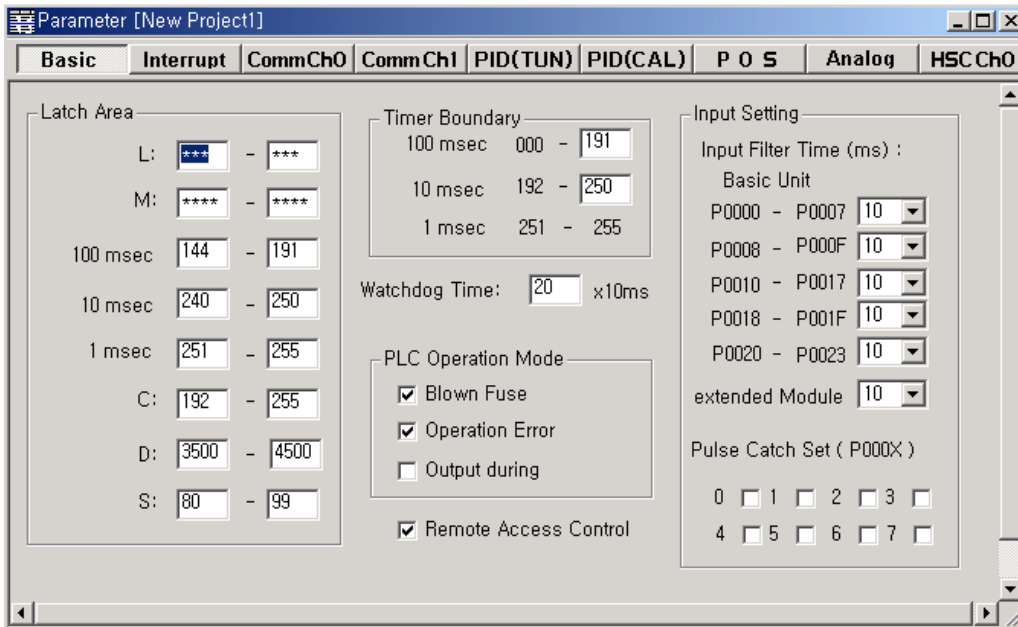 Parameter [New Project1]
Basic Interrupt CommCh0 CommCh1 PID(TUN) PID(CAL) P O S Analog HSCCh0
Latch Area
L: *** - ***
M: **** - ****
100 msec 144 - 191
10 msec 240 - 250
1 msec 251 - 255
C: 192 - 255
D: 3500 - 4500
S: 80 - 99
Timer Boundary
100 msec 000 - 191
10 msec 192 - 250
1 msec 251 - 255
Watchdog Time: 20 x10ms
PLC Operation Mode
Blown Fuse
Operation Error
Output during
Remote Access Control
Input Setting
Input Filter Time (ms) :
Basic Unit
P0000 - P0007 10
P0008 - P000F 10
P0010 - P0017 10
P0018 - P001F 10
P0020 - P0023 10
extended Module 10
Pulse Catch Set ( P000X )
0 1 2 3
4 5 6 7